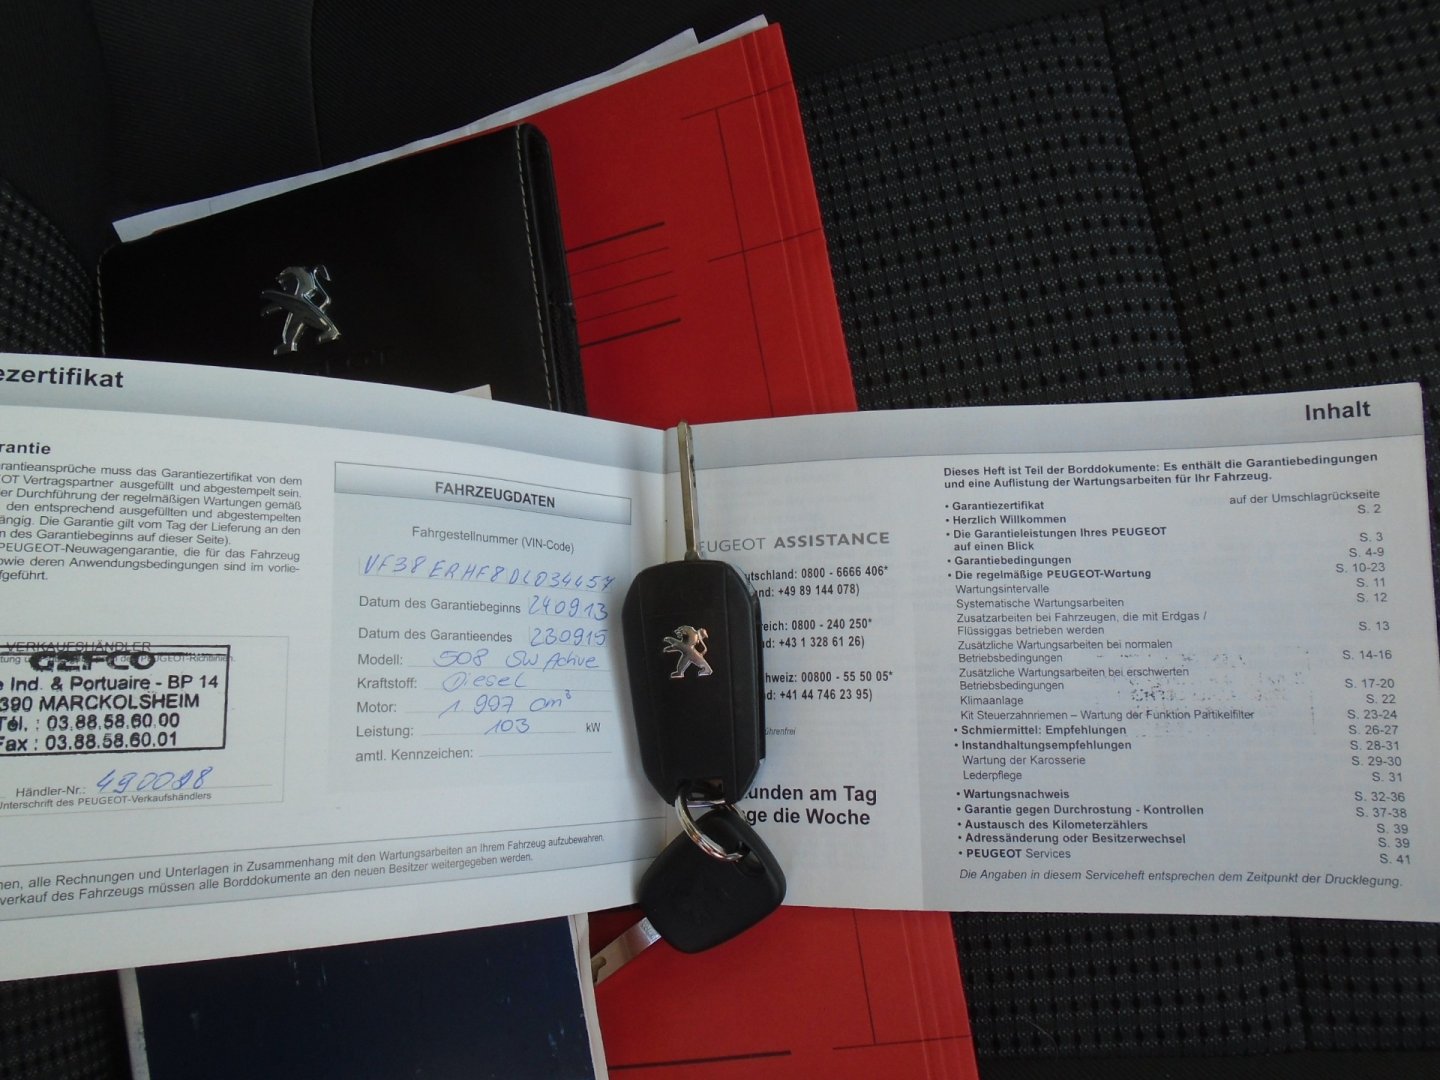 ezertifikat
rantie
rantieansprüche muss das Garantiezertifikat von dem
OT Vertragspartner ausgefüllt und abgestempelt sein.
er Durchführung der regelmäßigen Wartungen gemäß
den entsprechend ausgefüllten und abgestempelten
ängig. Die Garantie gilt vom Tag der Lieferung an den
n des Garantiebeginns auf dieser Seite).
PEUGEOT-Neuwagengarantie, die für das Fahrzeug
owie deren Anwendungsbedingungen sind im vorlie-
fgeführt.
VERKAUFSHÄNDLER
GEFCO
e Ind. & Portuaire - BP 14
390 MARCKOLSHEIM
Tél. : 03.88.58.60.00
Fax : 03.88.58.60.01
Händler-Nr.: 490098
Unterschrift des PEUGEOT-Verkaufshändlers
FAHRZEUGDATEN
Fahrgestellnummer (VIN-Code)
VF38ERHF8DL034457
Datum des Garantiebeginns 240913
Datum des Garantieendes 230915
Modell: 508 SW Active
Kraftstoff: Diesel
Motor: 1.997 cm³
Leistung: 103 kW
amtl. Kennzeichen:
nen, alle Rechnungen und Unterlagen in Zusammenhang mit den Wartungsarbeiten an Ihrem Fahrzeug aufzubewahren.
verkauf des Fahrzeugs müssen alle Borddokumente an den neuen Besitzer weitergegeben werden.
EUGEOT ASSISTANCE
utschland: 0800 - 6666 406*
and: +49 89 144 078)
reich: 0800 - 240 250*
nd: +43 1 328 61 26)
hweiz: 00800 - 55 50 05*
nd: +41 44 746 23 95)
ührenfrei
unden am Tag
ge die Woche
Inhalt
Dieses Heft ist Teil der Borddokumente: Es enthält die Garantiebedingungen
und eine Auflistung der Wartungsarbeiten für Ihr Fahrzeug.
• Garantiezertifikat auf der Umschlagrückseite
• Herzlich Willkommen S. 2
• Die Garantieleistungen Ihres PEUGEOT
auf einen Blick S. 3
• Garantiebedingungen S. 4-9
• Die regelmäßige PEUGEOT-Wartung S. 10-23
Wartungsintervalle S. 11
Systematische Wartungsarbeiten S. 12
Zusatzarbeiten bei Fahrzeugen, die mit Erdgas /
Flüssiggas betrieben werden S. 13
Zusätzliche Wartungsarbeiten bei normalen
Betriebsbedingungen S. 14-16
Zusätzliche Wartungsarbeiten bei erschwerten
Betriebsbedingungen S. 17-20
Klimaanlage S. 22
Kit Steuerzahnriemen – Wartung der Funktion Partikelfilter S. 23-24
• Schmiermittel: Empfehlungen S. 26-27
• Instandhaltungsempfehlungen S. 28-31
Wartung der Karosserie S. 29-30
Lederpflege S. 31
• Wartungsnachweis S. 32-36
• Garantie gegen Durchrostung - Kontrollen S. 37-38
• Austausch des Kilometerzählers S. 39
• Adressänderung oder Besitzerwechsel S. 39
• PEUGEOT Services S. 41
Die Angaben in diesem Serviceheft entsprechen dem Zeitpunkt der Drucklegung.